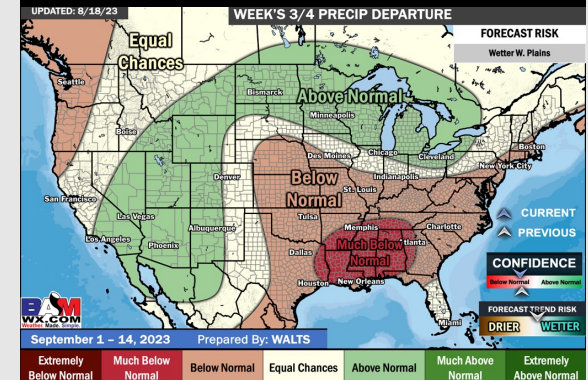 UPDATED: 8/18/23
WEEK'S 3/4 PRECIP DEPARTURE
FORECAST RISK
Wetter W. Plains
Equal
Chances
Seattle
Bismarck
Above Normal
Minneapolis
Boise
Boston
Des Moines
Chicago
Cleveland
New York City
Denver
Below
Normal
Indianapolis
St. Louis
San Francisco
Las Vegas
Tulsa
CURRENT
Los Angeles
Albuquerque
Memphis
Charlotte
PREVIOUS
Phoenix
Dallas
Much Below
Normal
Atlanta
CONFIDENCE
Below Normal
Above Normal
Houston
New Orleans
BAM
WX.COM
Weather. Made. Simple.
FORECAST TREND RISK
DRIER
WETTER
Miami
September 1 – 14, 2023
Prepared By: WALTS
Extremely
Below Normal
Much Below
Normal
Below Normal
Equal Chances
Above Normal
Much Above
Normal
Extremely
Above Normal